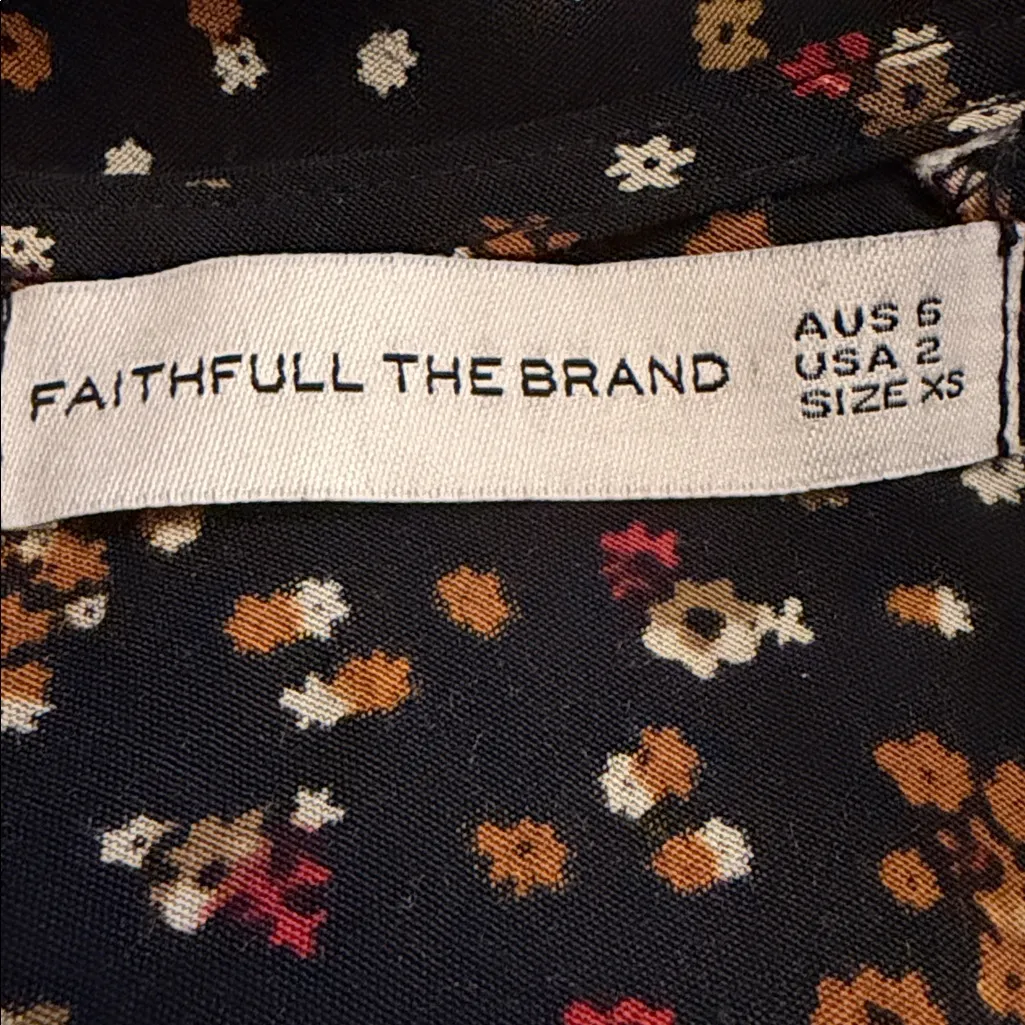 FAITHFULL THE BRAND
AUS 6
USA 2
SIZE XS